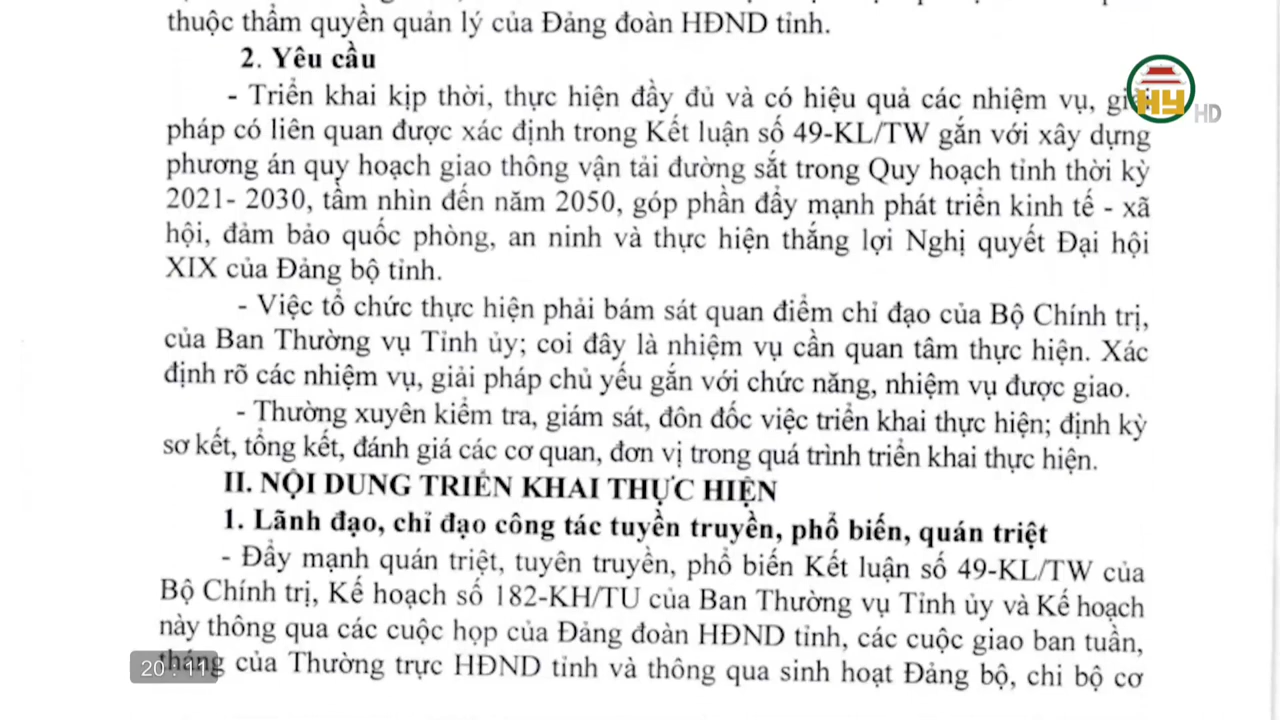 thuộc thẩm quyền quản lý của Đảng đoàn HĐND tỉnh.
2. Yêu cầu
- Triển khai kịp thời, thực hiện đầy đủ và có hiệu quả các nhiệm vụ, giải
pháp có liên quan được xác định trong Kết luận số 49-KL/TW gắn với xây dựng
phương án quy hoạch giao thông vận tải đường sắt trong Quy hoạch tỉnh thời kỳ
2021- 2030, tầm nhìn đến năm 2050, góp phần đẩy mạnh phát triển kinh tế - xã
hội, đảm bảo quốc phòng, an ninh và thực hiện thắng lợi Nghị quyết Đại hội
XIX của Đảng bộ tỉnh.
- Việc tổ chức thực hiện phải bám sát quan điểm chỉ đạo của Bộ Chính trị,
của Ban Thường vụ Tỉnh ủy; coi đây là nhiệm vụ cần quan tâm thực hiện. Xác
định rõ các nhiệm vụ, giải pháp chủ yếu gắn với chức năng, nhiệm vụ được giao.
- Thường xuyên kiểm tra, giám sát, đôn đốc việc triển khai thực hiện; định kỳ
sơ kết, tổng kết, đánh giá các cơ quan, đơn vị trong quá trình triển khai thực hiện.
II. NỘI DUNG TRIỂN KHAI THỰC HIỆN
1. Lãnh đạo, chỉ đạo công tác tuyền truyền, phổ biến, quán triệt
- Đẩy mạnh quán triệt, tuyên truyền, phổ biến Kết luận số 49-KL/TW của
Bộ Chính trị, Kế hoạch số 182-KH/TU của Ban Thường vụ Tỉnh ủy và Kế hoạch
này thông qua các cuộc họp của Đảng đoàn HĐND tỉnh, các cuộc giao ban tuần,
tháng của Thường trực HĐND tỉnh và thông qua sinh hoạt Đảng bộ, chi bộ cơ
HY HD
20 : 11